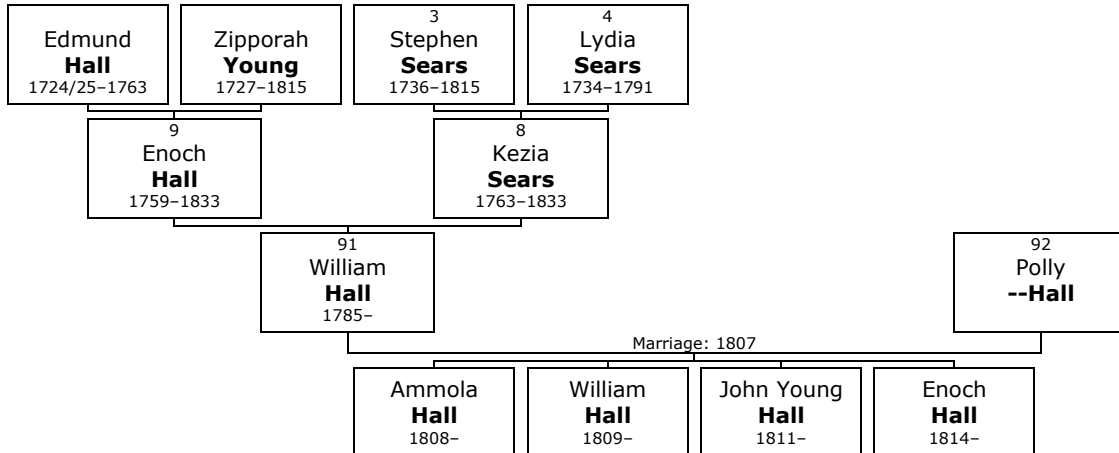 Edmund
Hall
1724/25–1763
Zipporah
Young
1727–1815
3
Stephen
Sears
1736–1815
4
Lydia
Sears
1734–1791
9
Enoch
Hall
1759–1833
8
Kezia
Sears
1763–1833
91
William
Hall
1785–
92
Polly
--Hall
Marriage: 1807
Ammola
Hall
1808–
William
Hall
1809–
John Young
Hall
1811–
Enoch
Hall
1814–